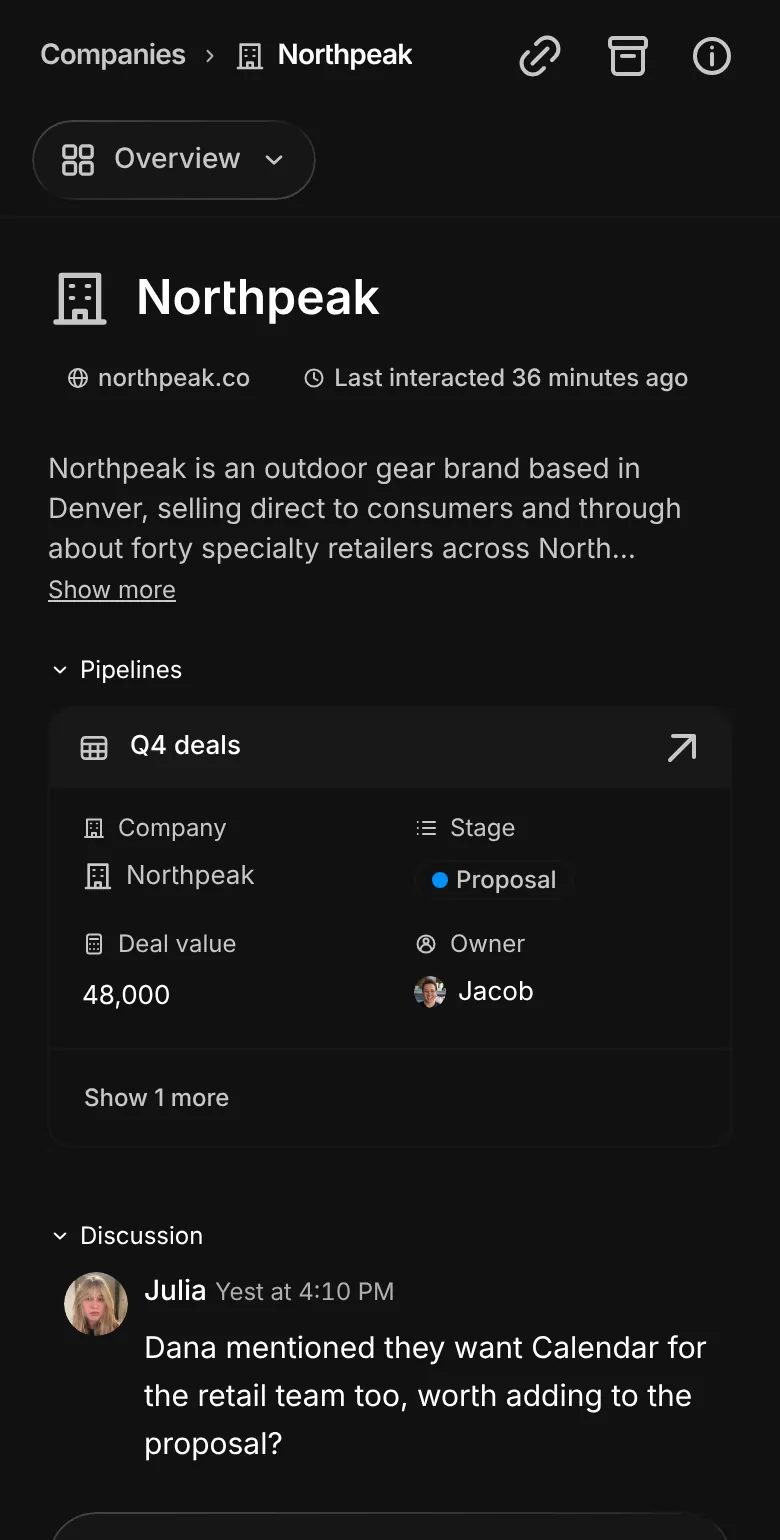 Companies > Northpeak
Overview
Northpeak
northpeak.co Last interacted 36 minutes ago
Northpeak is an outdoor gear brand based in
Denver, selling direct to consumers and through
about forty specialty retailers across North...
Show more
Pipelines
Q4 deals
Company Stage
Northpeak Proposal
Deal value Owner
48,000 Jacob
Show 1 more
Discussion
Julia Yest at 4:10 PM
Dana mentioned they want Calendar for
the retail team too, worth adding to the
proposal?